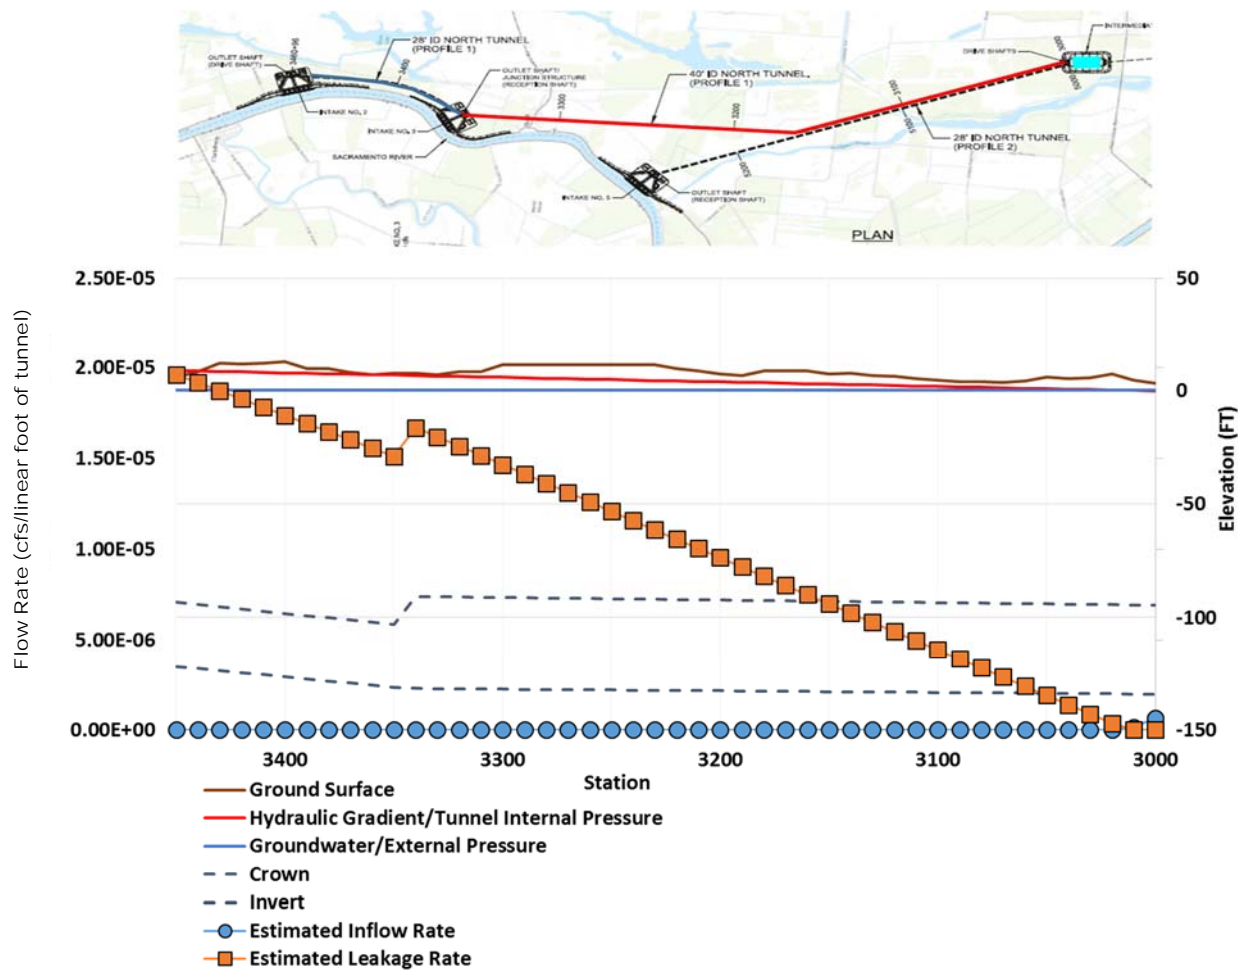 28' ID NORTH TUNNEL
(PROFILE 1)
OUTLET SHAFT
(DRIVE SHAFT)
3460+96
3400
OUTLET SHAFT/
JUNCTION STRUCTURE
(RECEPTION SHAFT)
INTAKE NO. 2
INTAKE NO. 3
SACRAMENTO RIVER
3300
40' ID NORTH TUNNEL,
(PROFILE 1)
3200
DRIVE SHAFTS
INTERMEDIAT
28' ID NORTH TUNNEL
(PROFILE 2)
5200
INTAKE NO. 5
OUTLET SHAFT
(RECEPTION SHAFT)
PLAN
Flow Rate (cfs/linear foot of tunnel)
2.50E-05
2.00E-05
1.50E-05
1.00E-05
5.00E-06
0.00E+00
50
0
-50
-100
-150
Elevation (FT)
3400
3300
3200
3100
3000
Station
Ground Surface
Hydraulic Gradient/Tunnel Internal Pressure
Groundwater/External Pressure
Crown
Invert
Estimated Inflow Rate
Estimated Leakage Rate